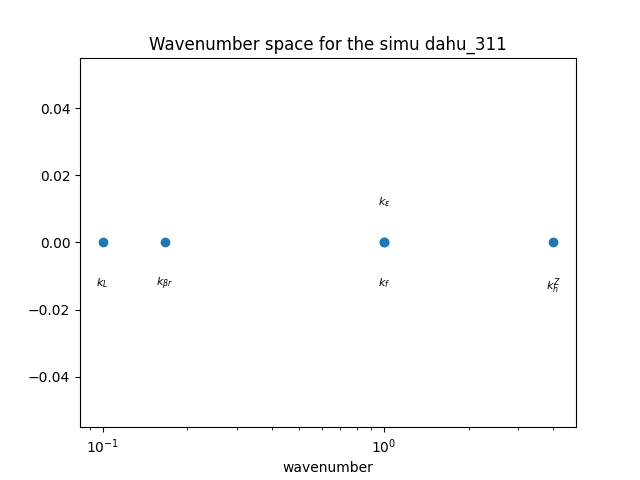 Wavenumber space for the simu dahu_311
0.04
0.02
k_ε
0.00
k_L
k_βr
k_f
k_ñ^Z
−0.02
−0.04
10^−1
10^0
wavenumber